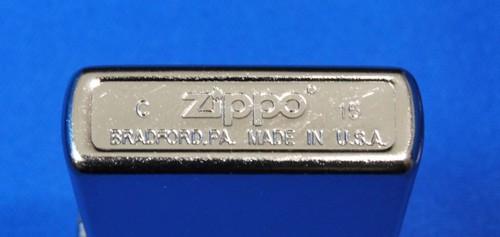 C Zippo® 15
BRADFORD,PA. MADE IN U.S.A.